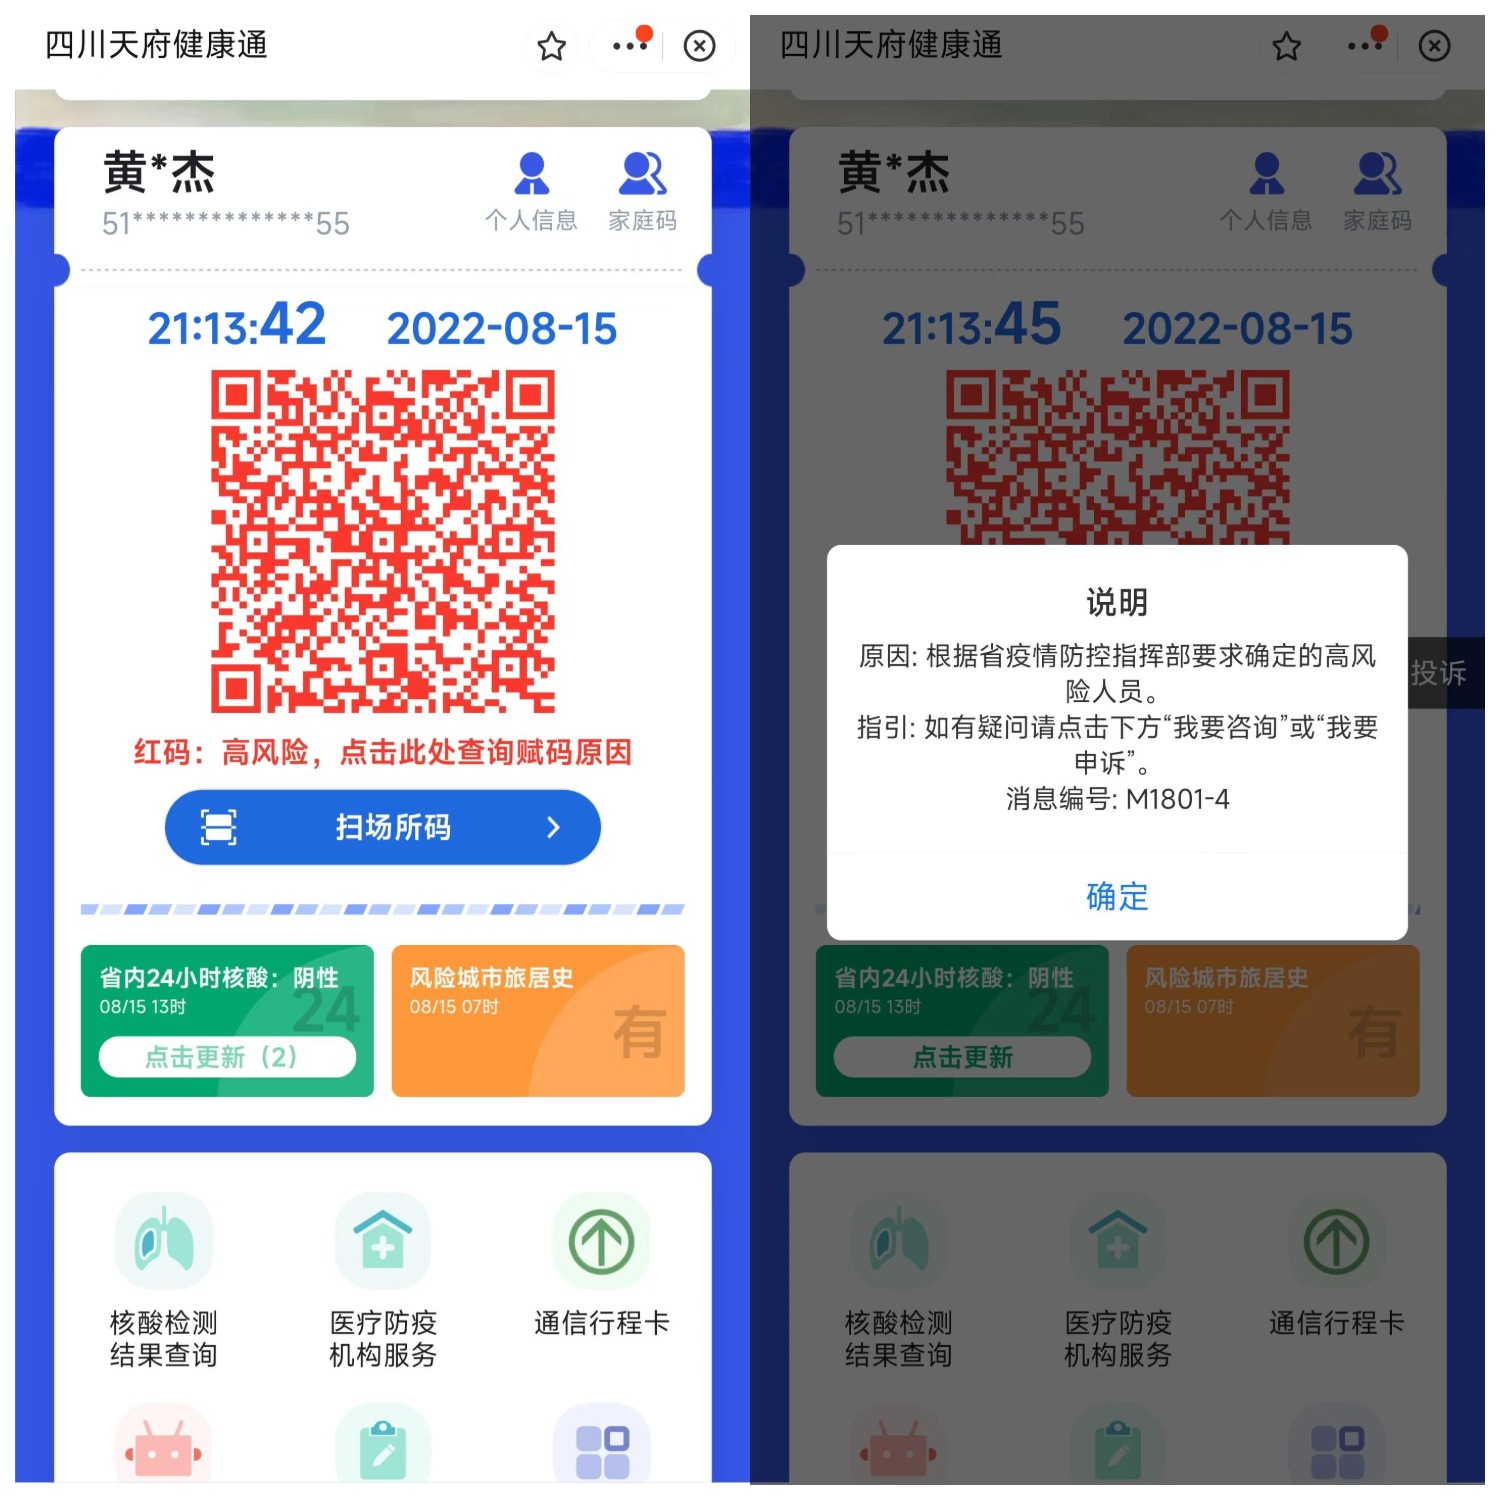 四川天府健康通
黄*杰
51**************55
个人信息
家庭码
21:13:42 2022-08-15
红码：高风险，点击此处查询赋码原因
扫场所码
省内24小时核酸：阴性
08/15 13时
24
点击更新（2）
风险城市旅居史
08/15 07时
有
核酸检测
结果查询
医疗防疫
机构服务
通信行程卡
四川天府健康通
黄*杰
51**************55
个人信息
家庭码
21:13:45 2022-08-15
说明
原因: 根据省疫情防控指挥部要求确定的高风
险人员。
指引: 如有疑问请点击下方“我要咨询”或“我要
申诉”。
消息编号: M1801-4
确定
投诉
省内24小时核酸：阴性
08/15 13时
24
点击更新
风险城市旅居史
08/15 07时
有
核酸检测
结果查询
医疗防疫
机构服务
通信行程卡